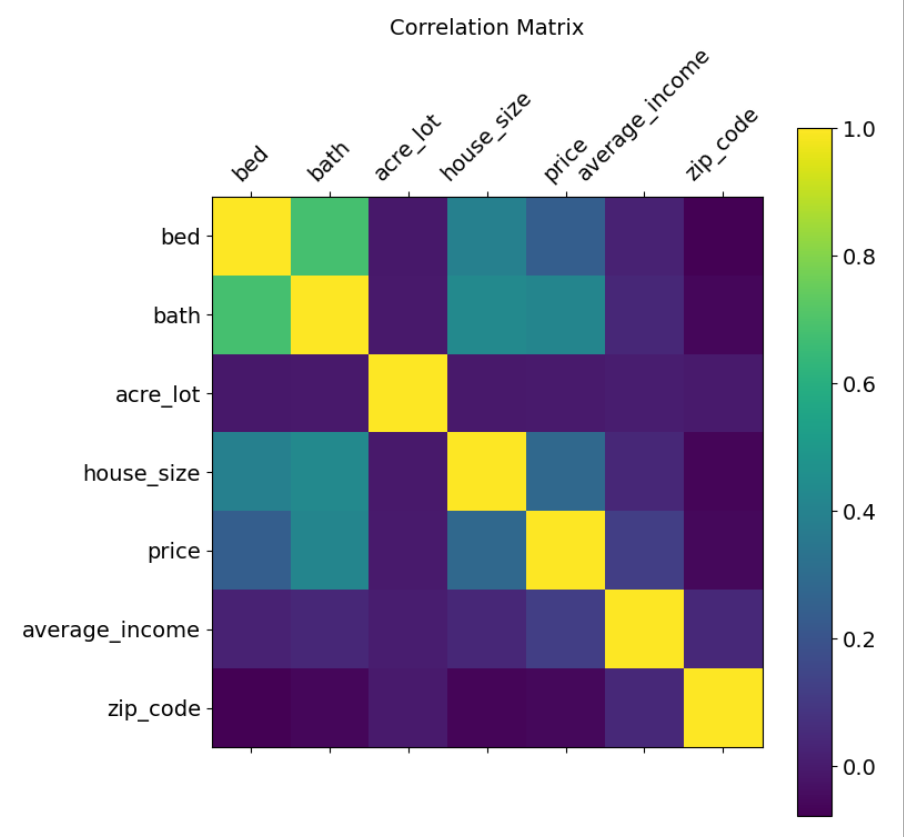 Correlation Matrix
bed
bath
acre_lot
house_size
price
average_income
zip_code
1.0
bed
0.8
bath
0.6
acre_lot
house_size
0.4
price
0.2
average_income
zip_code
0.0